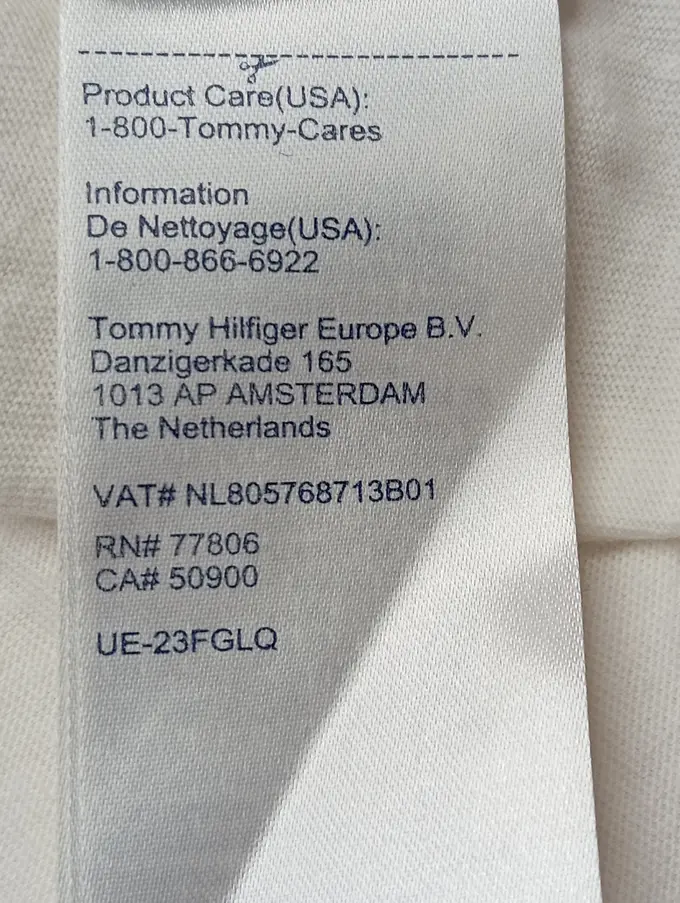 Product Care(USA):
1-800-Tommy-Cares
Information
De Nettoyage(USA):
1-800-866-6922
Tommy Hilfiger Europe B.V.
Danzigerkade 165
1013 AP AMSTERDAM
The Netherlands
VAT# NL805768713B01
RN# 77806
CA# 50900
UE-23FGLQ